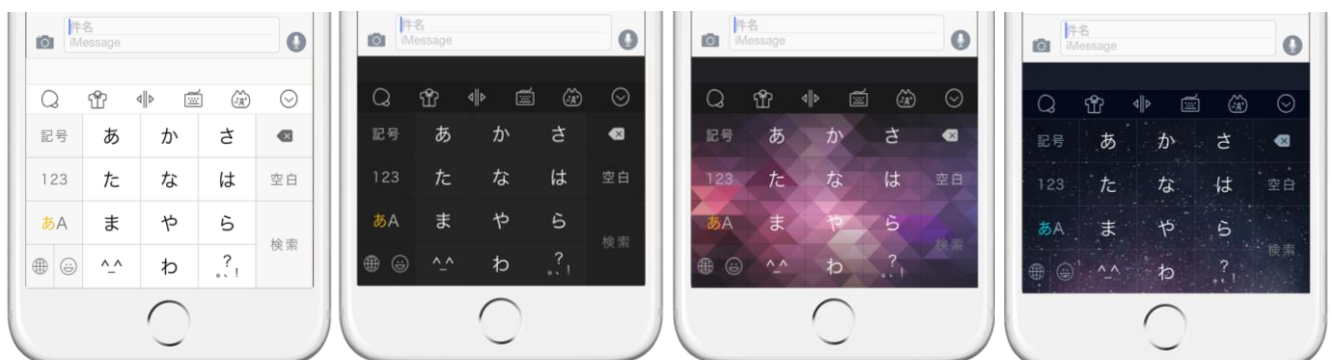 件名
iMessage
記号 あ か さ
123 た な は 空白
あA ま や ら
検索
^_^ わ 。、?!
件名
iMessage
記号 あ か さ
123 た な は 空白
あA ま や ら
検索
^_^ わ 。、?!
件名
iMessage
記号 あ か さ
123 た な は 空白
あA ま や ら
検索
^_^ わ 。、?!
件名
iMessage
記号 あ か さ
123 た な は 空白
あA ま や ら
検索
^_^ わ 。、?!